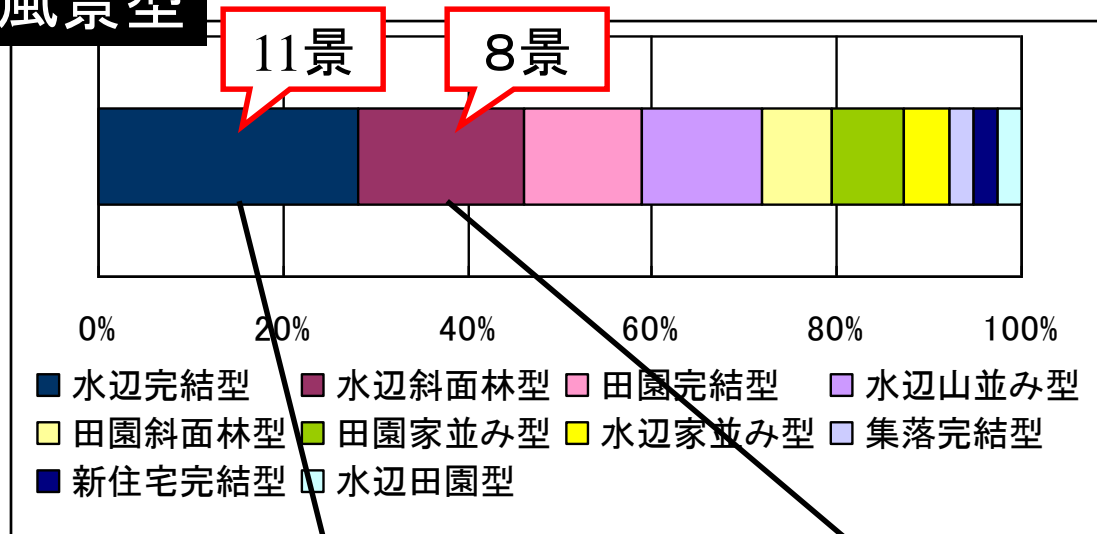 風景型
11景 8景
0% 20% 40% 60% 80% 100%
水辺完結型 水辺斜面林型 田園完結型 水辺山並み型
田園斜面林型 田園家並み型 水辺家並み型 集落完結型
新住宅完結型 水辺田園型